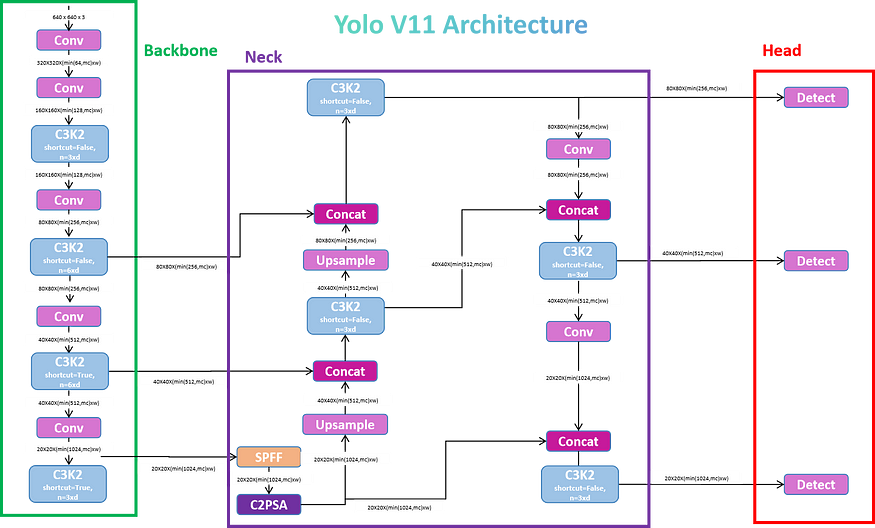 Yolo V11 Architecture
Backbone
640 x 640 x 3
Conv
320X320X(min(64,mc)xw)
Conv
160X160X(min(128,mc)xw)
C3K2
shortcut=False,
n=3xd
160X160X(min(128,mc)xw)
Conv
80X80X(min(256,mc)xw)
C3K2
shortcut=False,
n=6xd
80X80X(min(256,mc)xw)
80X80X(min(256,mc)xw)
Conv
40X40X(min(512,mc)xw)
C3K2
shortcut=True,
n=6xd
40X40X(min(512,mc)xw)
40X40X(min(512,mc)xw)
Conv
20X20X(min(1024,mc)xw)
C3K2
shortcut=True,
n=3xd
20X20X(min(1024,mc)xw)
Neck
C3K2
shortcut=False,
n=3xd
Concat
80X80X(min(256,mc)xw)
Upsample
40X40X(min(512,mc)xw)
C3K2
shortcut=False,
n=3xd
Concat
40X40X(min(512,mc)xw)
Upsample
20X20X(min(1024,mc)xw)
SPFF
20X20X(min(1024,mc)xw)
C2PSA
20X20X(min(1024,mc)xw)
40X40X(min(512,mc)xw)
80X80X(min(256,mc)xw)
Conv
80X80X(min(256,mc)xw)
Concat
C3K2
shortcut=False,
n=3xd
40X40X(min(512,mc)xw)
Conv
20X20X(min(1024,mc)xw)
Concat
C3K2
shortcut=False,
n=3xd
80X80X(min(256,mc)xw)
40X40X(min(512,mc)xw)
20X20X(min(1024,mc)xw)
Head
Detect
Detect
Detect